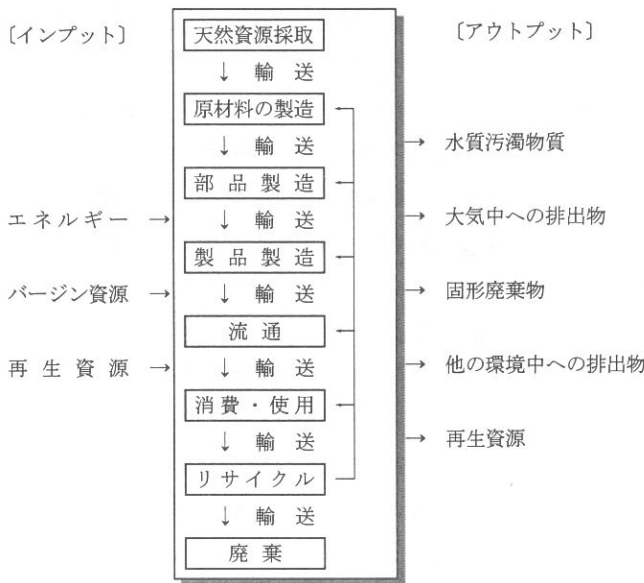 〔インプット〕
天然資源採取
〔アウトプット〕
↓ 輸送
原材料の製造
↓ 輸送
→ 水質汚濁物質
部品製造
エネルギー →
↓ 輸送
→ 大気中への排出物
製品製造
バージン資源 →
↓ 輸送
→ 固形廃棄物
流通
再生資源 →
↓ 輸送
→ 他の環境中への排出物
消費・使用
↓ 輸送
→ 再生資源
リサイクル
↓ 輸送
廃棄